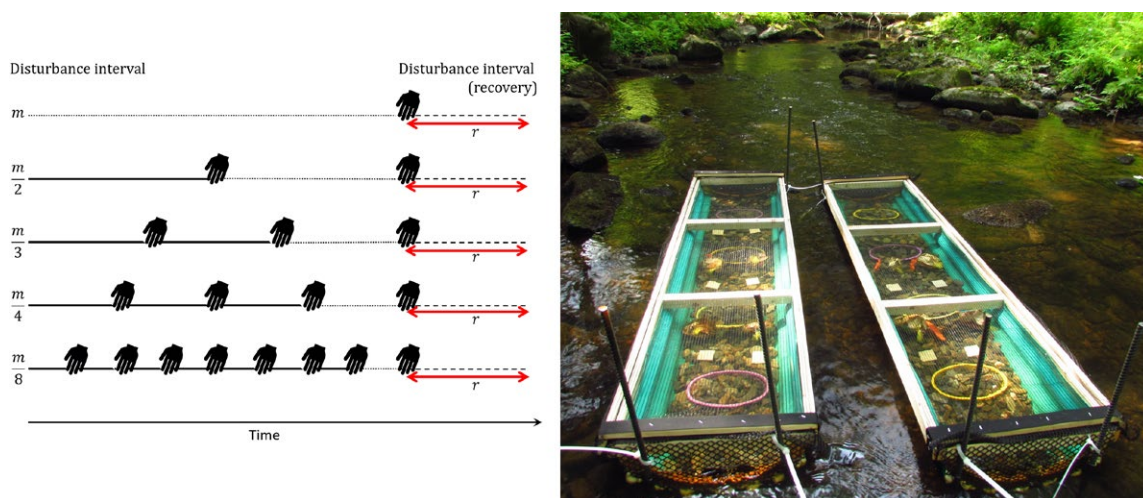 Disturbance interval
Disturbance interval
(recovery)
m
r
m/2
r
m/3
r
m/4
r
m/8
r
Time